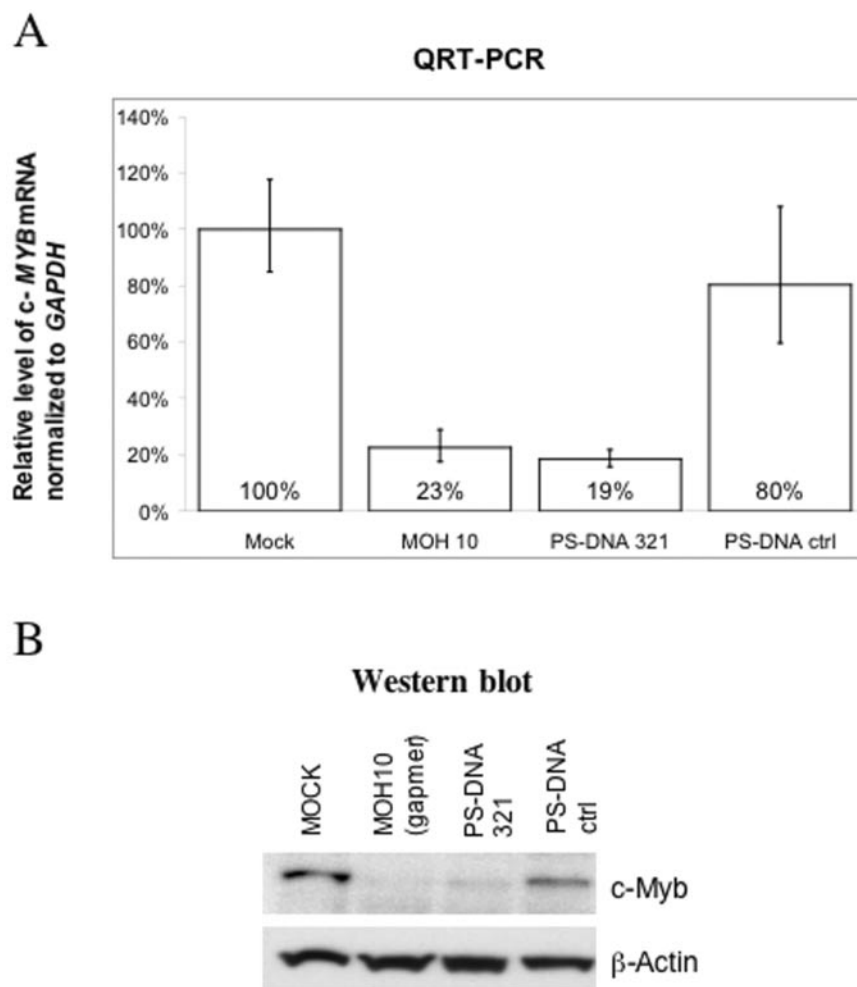 A
QRT-PCR
Relative level of c- MYB mRNA
normalized to GAPDH
140%
120%
100%
80%
60%
40%
20%
0%
100%
23%
19%
80%
Mock
MOH 10
PS-DNA 321
PS-DNA ctrl
B
Western blot
MOCK
MOH10
(gapmer)
PS-DNA
321
PS-DNA
ctrl
c-Myb
β-Actin